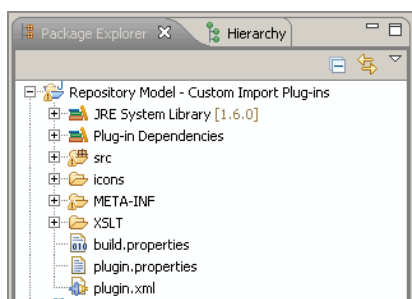 Package Explorer Hierarchy
Repository Model - Custom Import Plug-ins
JRE System Library [1.6.0]
Plug-in Dependencies
src
icons
META-INF
XSLT
build.properties
plugin.properties
plugin.xml